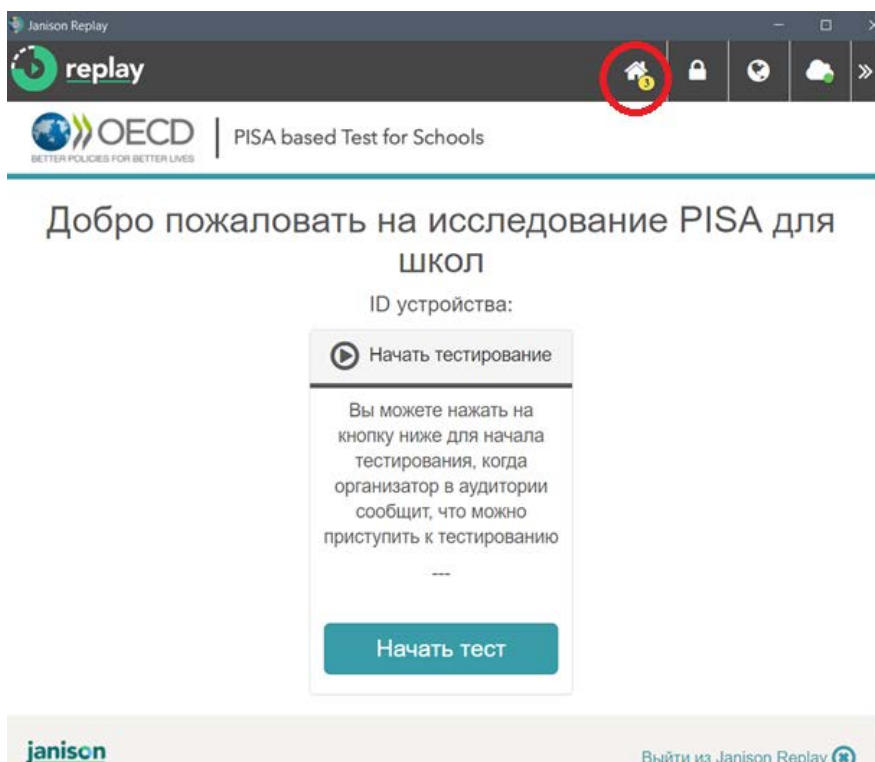 Janison Replay
replay
3
OECD
BETTER POLICIES FOR BETTER LIVES
PISA based Test for Schools
Добро пожаловать на исследование PISA для
школ
ID устройства:
Начать тестирование
Вы можете нажать на
кнопку ниже для начала
тестирования, когда
организатор в аудитории
сообщит, что можно
приступить к тестированию
---
Начать тест
janison
Выйти из Janison Replay